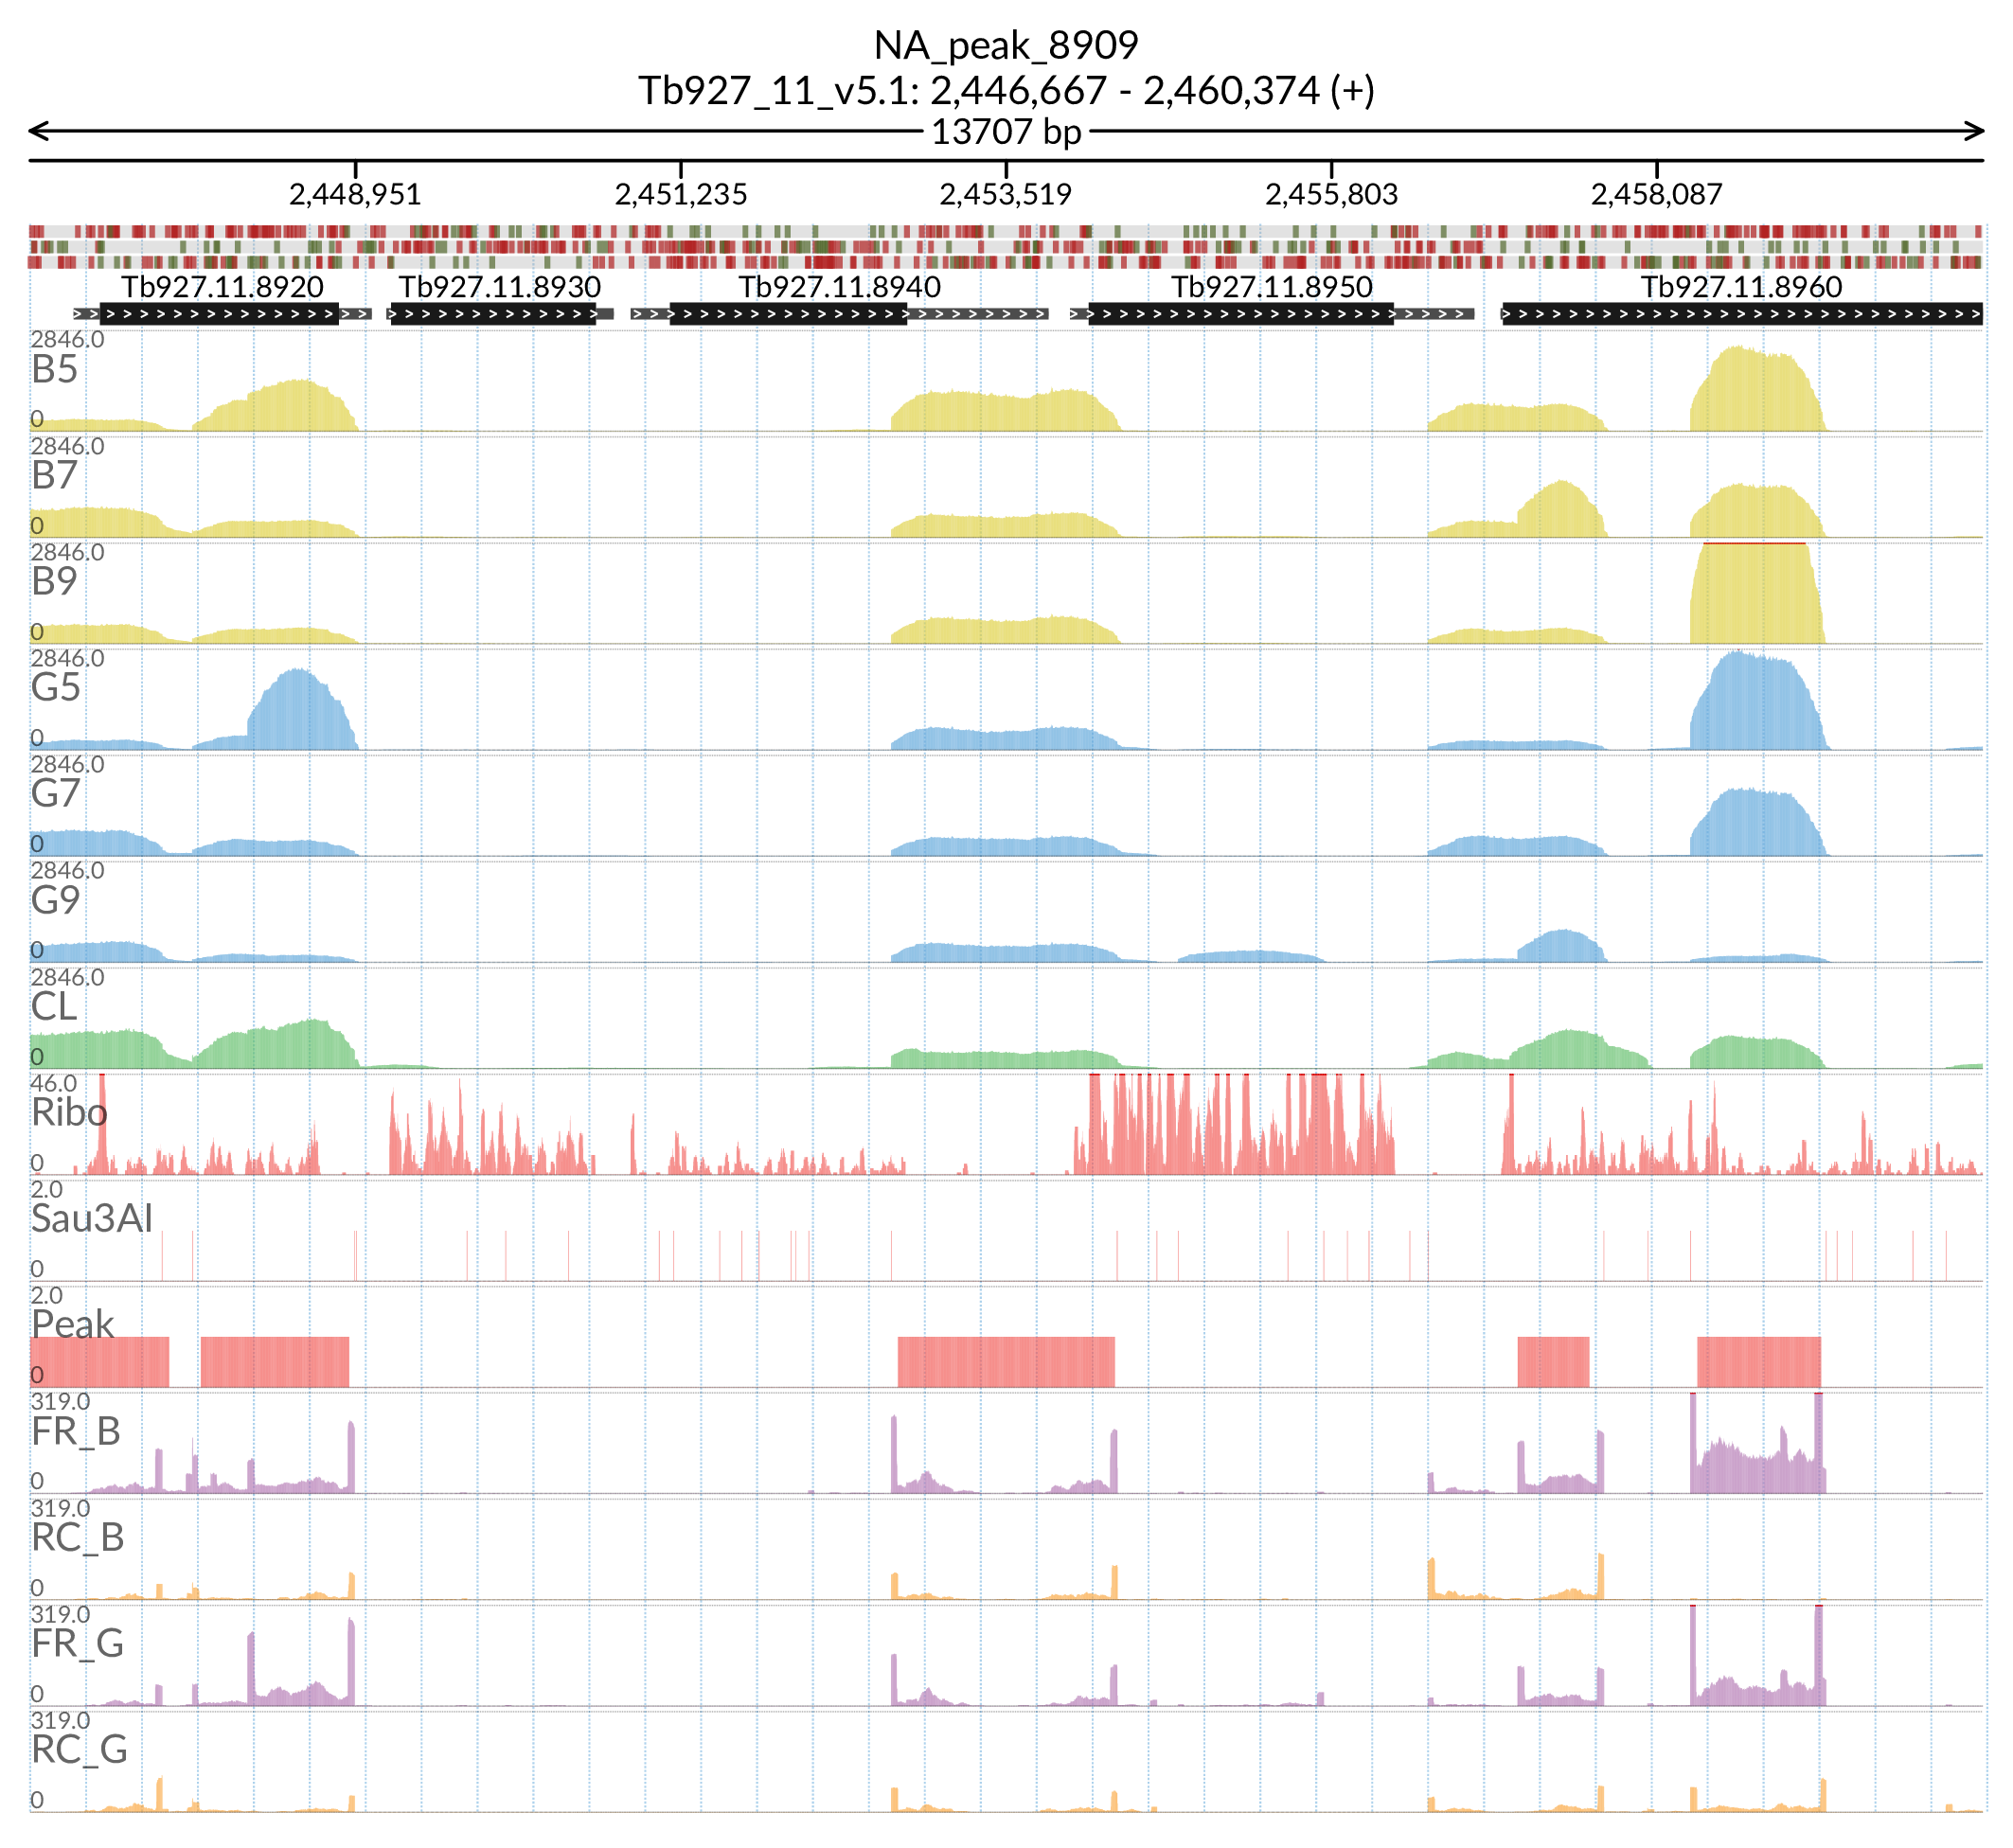 NA_peak_8909
Tb927_11_v5.1: 2,446,667 - 2,460,374 (+)
13707 bp
2,448,951 2,451,235 2,453,519 2,455,803 2,458,087
Tb927.11.8920 Tb927.11.8930 Tb927.11.8940 Tb927.11.8950 Tb927.11.8960
2846.0
B5
0
2846.0
B7
0
2846.0
B9
0
2846.0
G5
0
2846.0
G7
0
2846.0
G9
0
2846.0
CL
0
46.0
Ribo
0
2.0
Sau3AI
0
2.0
Peak
0
319.0
FR_B
0
319.0
RC_B
0
319.0
FR_G
0
319.0
RC_G
0